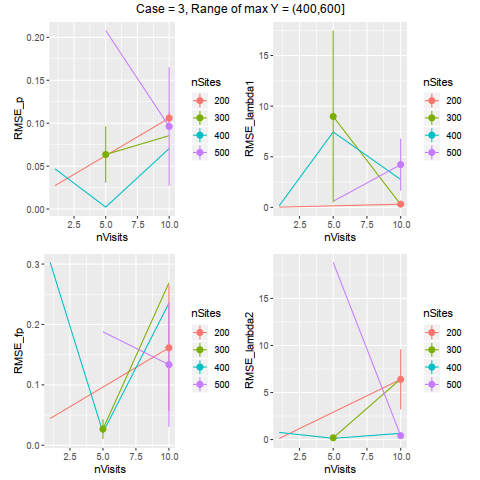 Case = 3, Range of max Y = (400,600]
RMSE_p
0.20
0.15
0.10
0.05
0.00
2.5 5.0 7.5 10.0
nVisits
nSites
200
300
400
500
RMSE_lambda1
15
10
5
0
2.5 5.0 7.5 10.0
nVisits
nSites
200
300
400
500
RMSE_fp
0.3
0.2
0.1
0.0
2.5 5.0 7.5 10.0
nVisits
nSites
200
300
400
500
RMSE_lambda2
15
10
5
0
2.5 5.0 7.5 10.0
nVisits
nSites
200
300
400
500